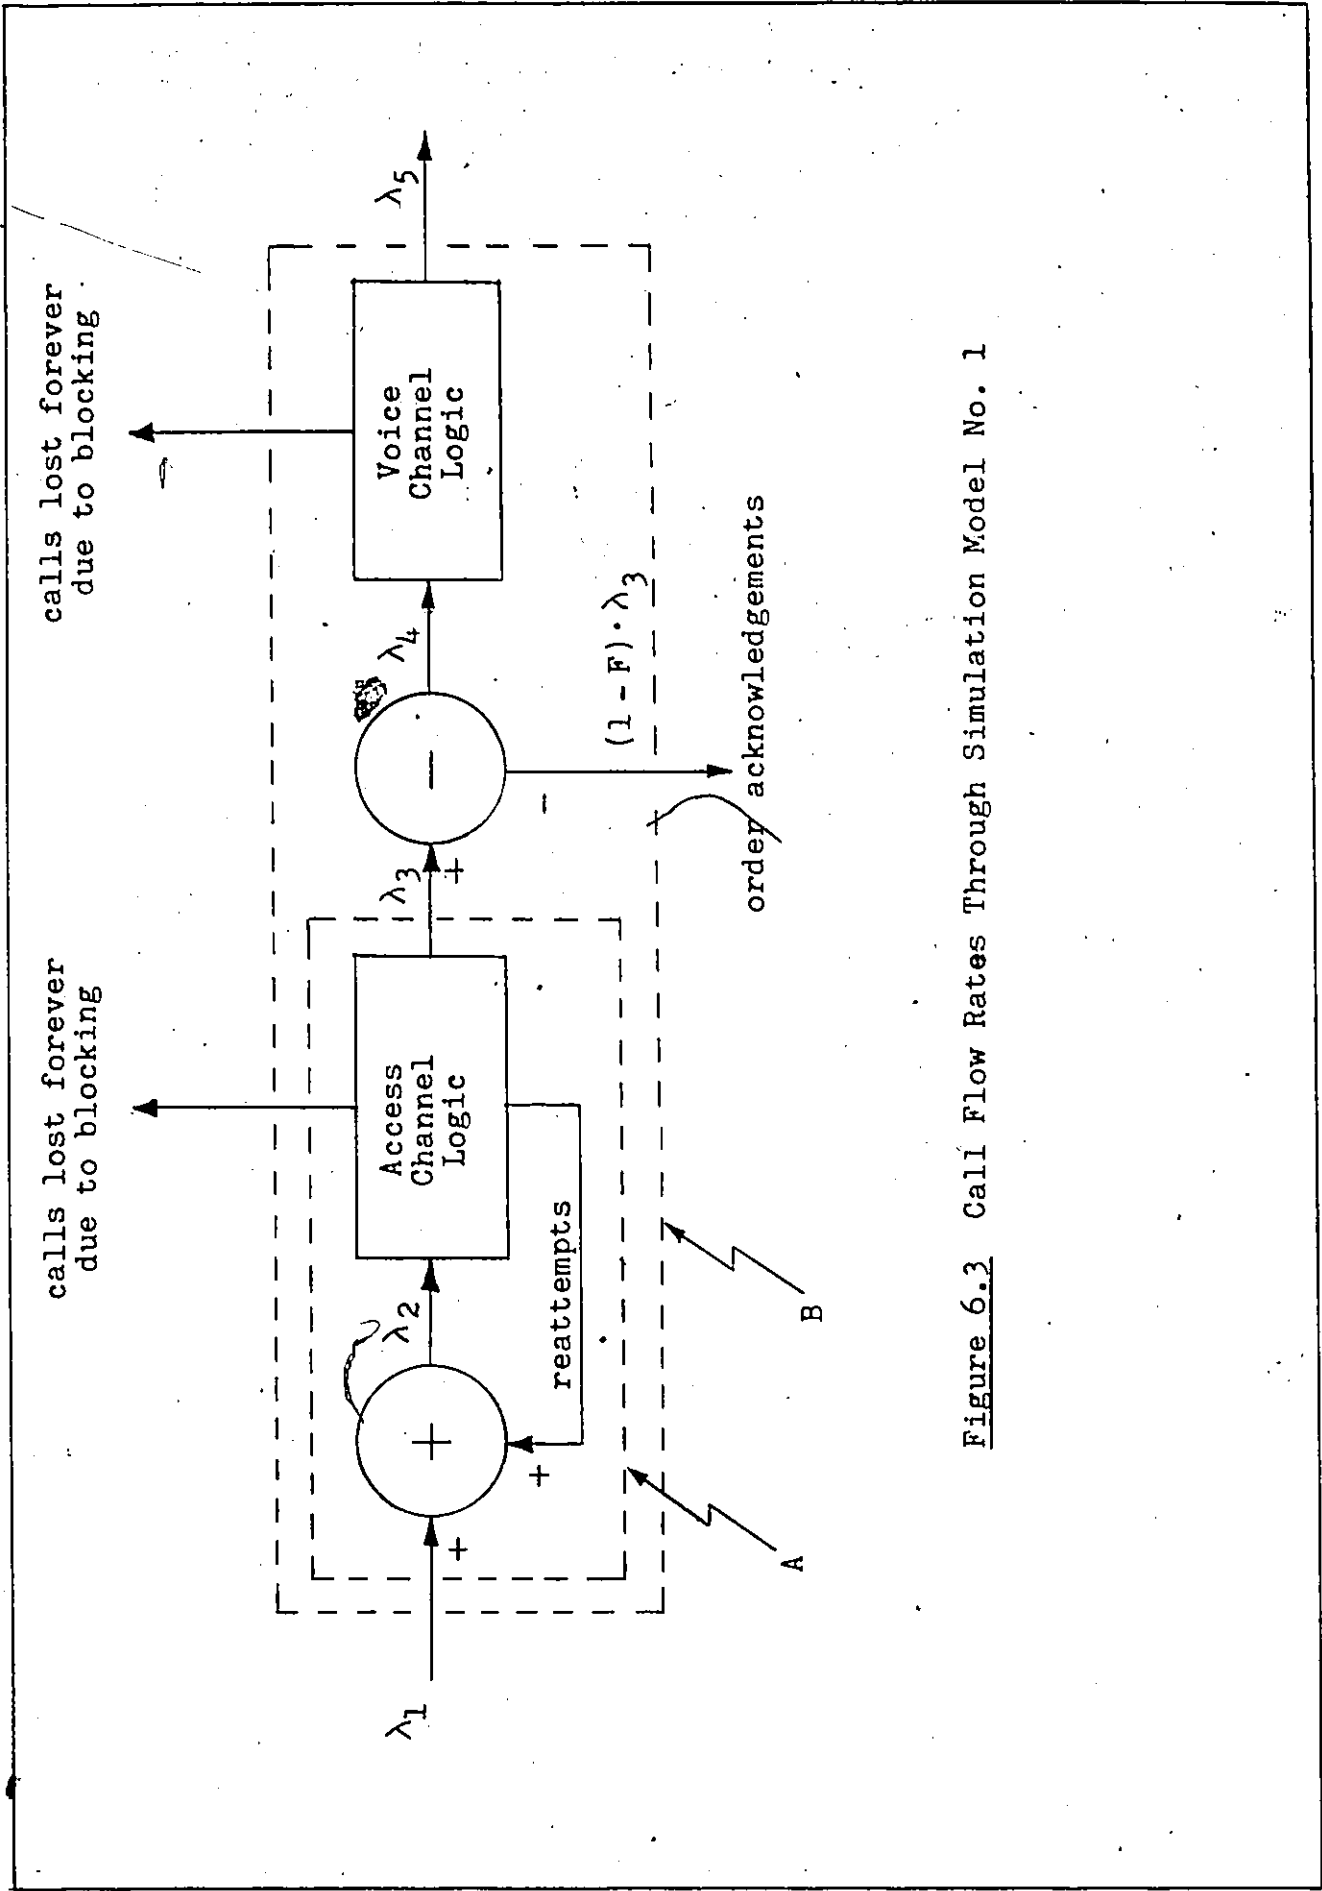 calls lost forever
due to blocking
calls lost forever
due to blocking
λ1
+
+
+
λ2
Access
Channel
Logic
reattempts
λ3
+
−
−
λ4
Voice
Channel
Logic
λ5
(1 - F)·λ3
order acknowledgements
A
B
Figure 6.3 Call Flow Rates Through Simulation Model No. 1